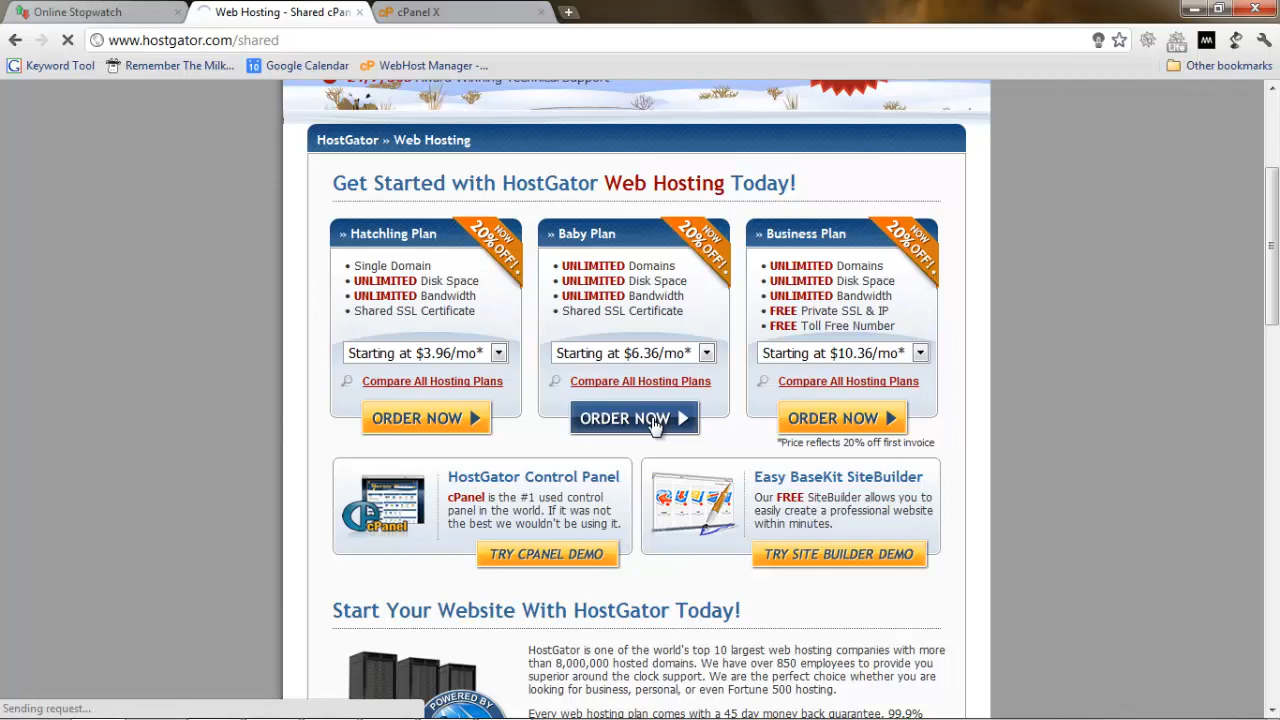 Online Stopwatch
Web Hosting - Shared cPan
cPanel X
www.hostgator.com/shared
Keyword Tool
Remember The Milk...
Google Calendar
WebHost Manager -...
Other bookmarks
Award Winning Technical Support
HostGator » Web Hosting
Get Started with HostGator Web Hosting Today!
» Hatchling Plan
NOW
20% OFF!
• Single Domain
• UNLIMITED Disk Space
• UNLIMITED Bandwidth
• Shared SSL Certificate
Starting at $3.96/mo*
Compare All Hosting Plans
ORDER NOW
» Baby Plan
NOW
20% OFF!
• UNLIMITED Domains
• UNLIMITED Disk Space
• UNLIMITED Bandwidth
• Shared SSL Certificate
Starting at $6.36/mo*
Compare All Hosting Plans
ORDER NOW
» Business Plan
NOW
20% OFF!
• UNLIMITED Domains
• UNLIMITED Disk Space
• UNLIMITED Bandwidth
• FREE Private SSL & IP
• FREE Toll Free Number
Starting at $10.36/mo*
Compare All Hosting Plans
ORDER NOW
*Price reflects 20% off first invoice
cPanel
HostGator Control Panel
cPanel is the #1 used control
panel in the world. If it was not
the best we wouldn't be using it.
TRY CPANEL DEMO
Easy BaseKit SiteBuilder
Our FREE SiteBuilder allows you to
easily create a professional website
within minutes.
TRY SITE BUILDER DEMO
Start Your Website With HostGator Today!
POWERED BY
HostGator is one of the world's top 10 largest web hosting companies with more
than 8,000,000 hosted domains. We have over 850 employees to provide you
superior around the clock support. We are the perfect choice whether you are
looking for business, personal, or even Fortune 500 hosting.
Every web hosting plan comes with a 45 day money back guarantee, 99.9%
Sending request...